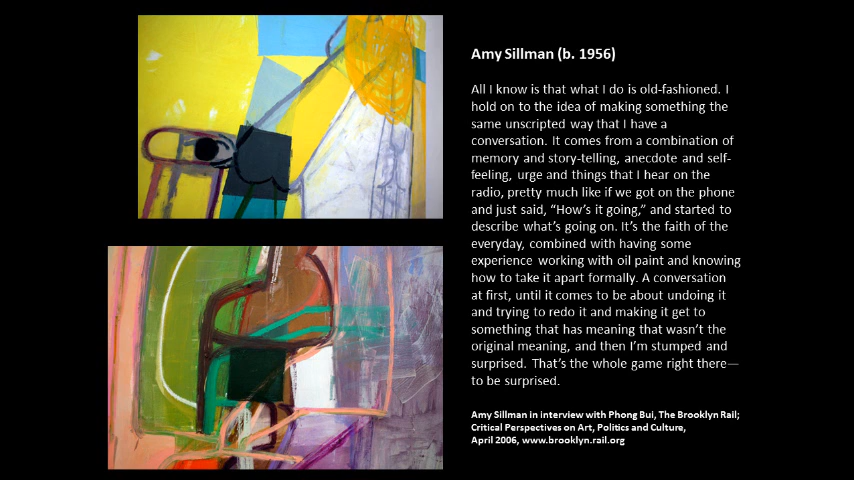 Amy Sillman (b. 1956)
All I know is that what I do is old-fashioned. I
hold on to the idea of making something the
same unscripted way that I have a
conversation. It comes from a combination of
memory and story-telling, anecdote and self-
feeling, urge and things that I hear on the
radio, pretty much like if we got on the phone
and just said, “How’s it going,” and started to
describe what’s going on. It’s the faith of the
everyday, combined with having some
experience working with oil paint and knowing
how to take it apart formally. A conversation
at first, until it comes to be about undoing it
and trying to redo it and making it get to
something that has meaning that wasn’t the
original meaning, and then I’m stumped and
surprised. That’s the whole game right there—
to be surprised.
Amy Sillman in interview with Phong Bui, The Brooklyn Rail;
Critical Perspectives on Art, Politics and Culture,
April 2006, www.brooklyn.rail.org